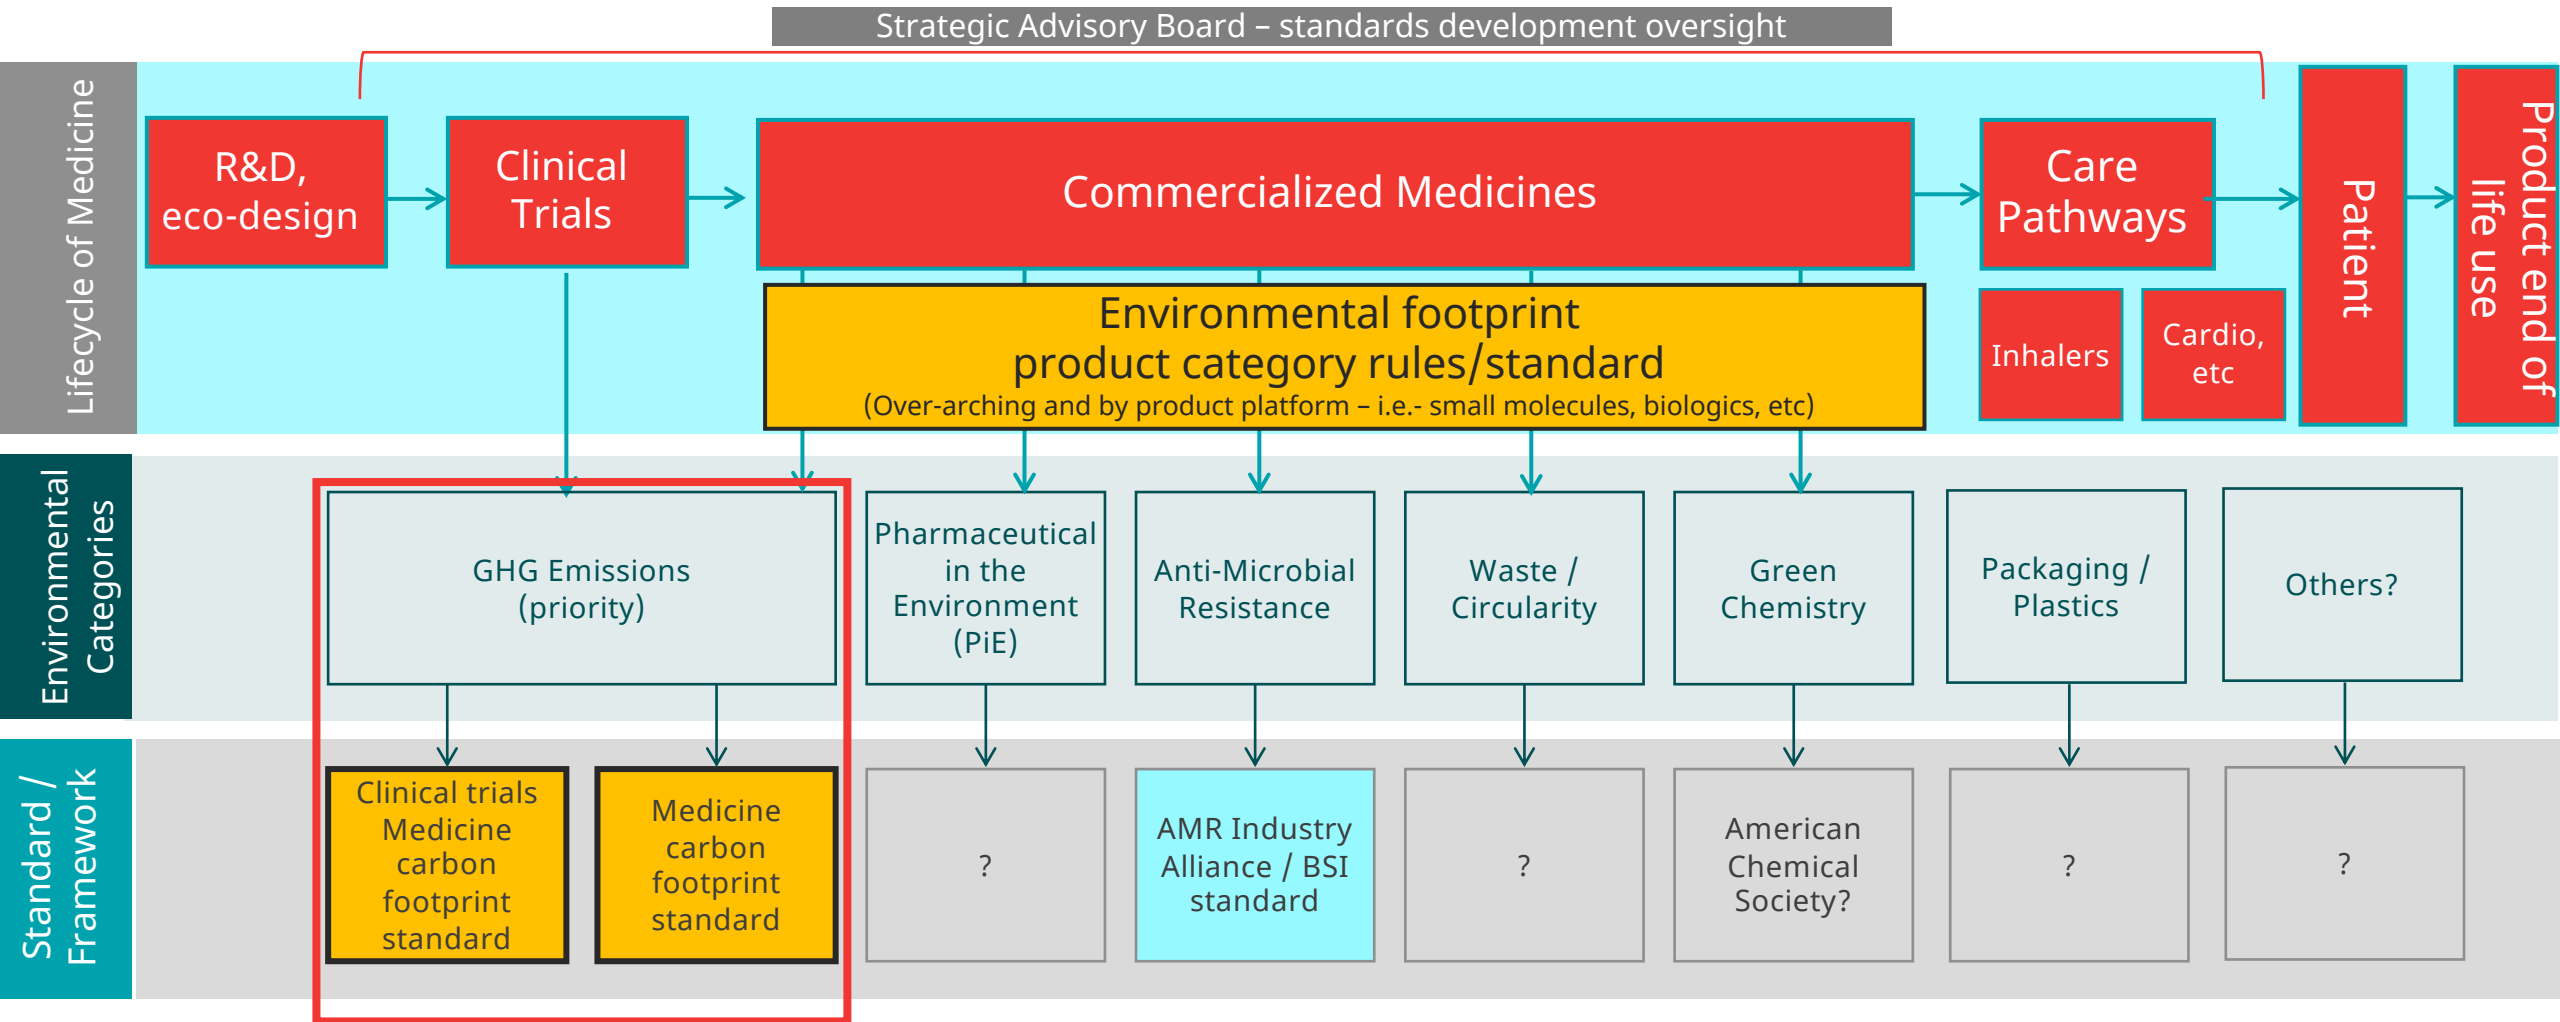 Strategic Advisory Board – standards development oversight
Lifecycle of Medicine
R&D,
eco-design
Clinical
Trials
Commercialized Medicines
Care
Pathways
Patient
Product end of
life use
Environmental footprint
product category rules/standard
(Over-arching and by product platform – i.e.- small molecules, biologics, etc)
Inhalers
Cardio,
etc
Environmental
Categories
GHG Emissions
(priority)
Pharmaceutical
in the
Environment
(PiE)
Anti-Microbial
Resistance
Waste /
Circularity
Green
Chemistry
Packaging /
Plastics
Others?
Standard /
Framework
Clinical trials
Medicine
carbon
footprint
standard
Medicine
carbon
footprint
standard
?
AMR Industry
Alliance / BSI
standard
?
American
Chemical
Society?
?
?